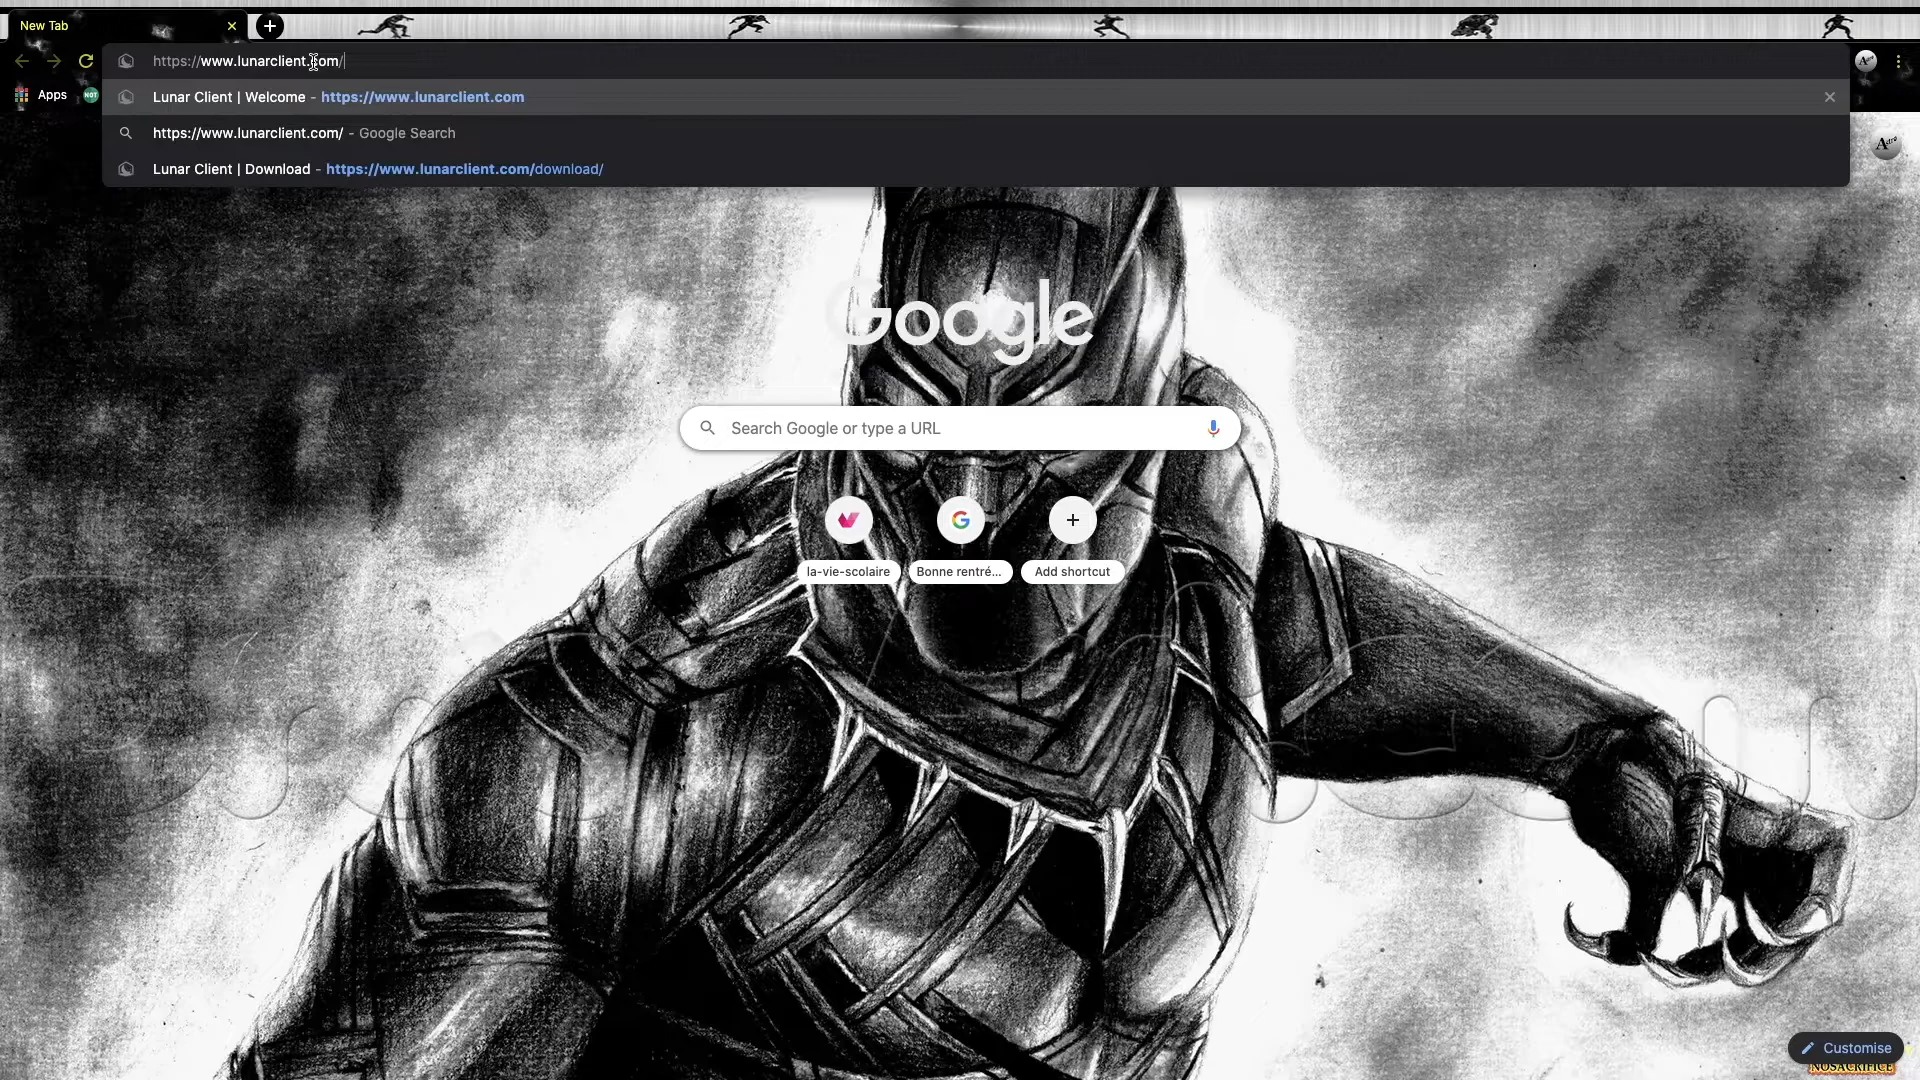 New Tab
https://www.lunarclient.com/
Apps
NOT
Lunar Client | Welcome - https://www.lunarclient.com
https://www.lunarclient.com/ - Google Search
Lunar Client | Download - https://www.lunarclient.com/download/
Google
Search Google or type a URL
la-vie-scolaire
Bonne rentré...
Add shortcut
Customise
NOSACRIFICE